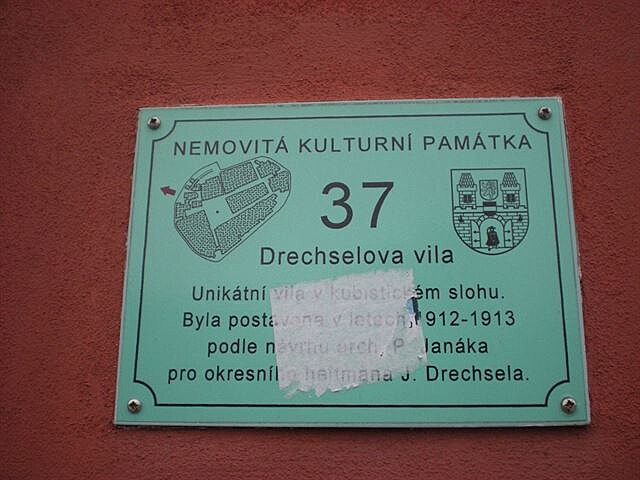 NEMOVITÁ KULTURNÍ PAMÁTKA
37
Drechselova vila
Unikátní vila v kubistickém slohu.
Byla postavena v letech 1912-1913
podle návrhu arch. P. Janáka
pro okresního hejtmana J. Drechsela.